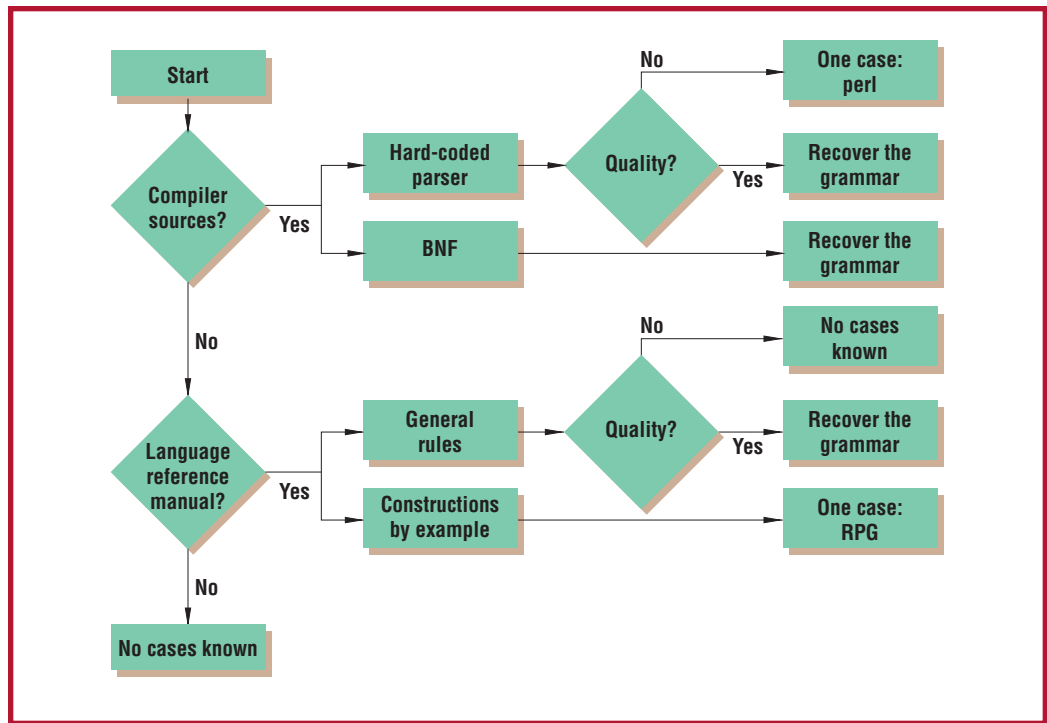 Start
Compiler
sources?
Yes
No
Hard-coded
parser
BNF
Quality?
No
Yes
One case:
perl
Recover the
grammar
Recover the
grammar
Language
reference
manual?
Yes
No
General
rules
Constructions
by example
Quality?
No
Yes
No cases
known
Recover the
grammar
One case:
RPG
No cases known